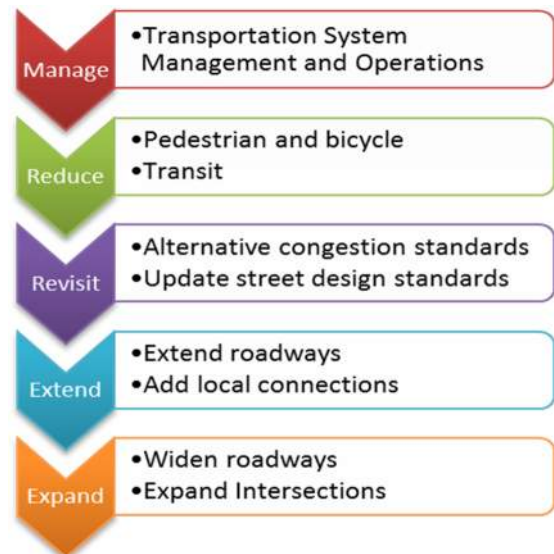 Manage
•Transportation System
Management and Operations
Reduce
•Pedestrian and bicycle
•Transit
Revisit
•Alternative congestion standards
•Update street design standards
Extend
•Extend roadways
•Add local connections
Expand
•Widen roadways
•Expand Intersections